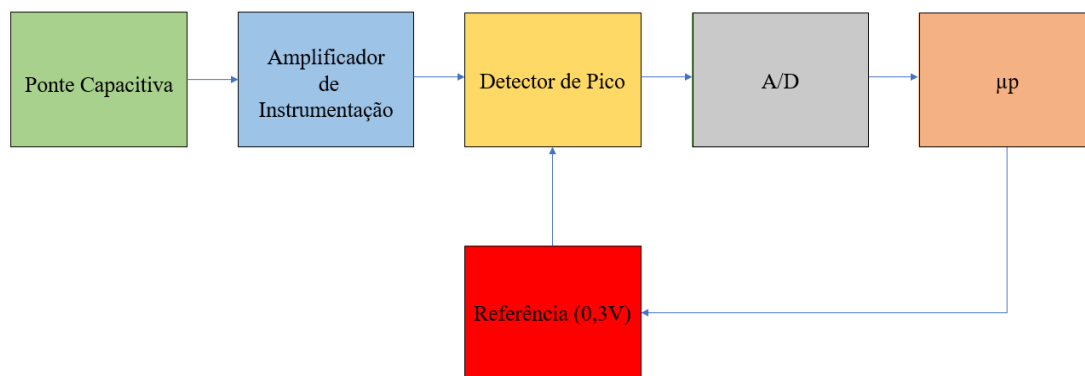 Ponte Capacitiva
Amplificador
de
Instrumentação
Detector de Pico
A/D
µp
Referência (0,3V)